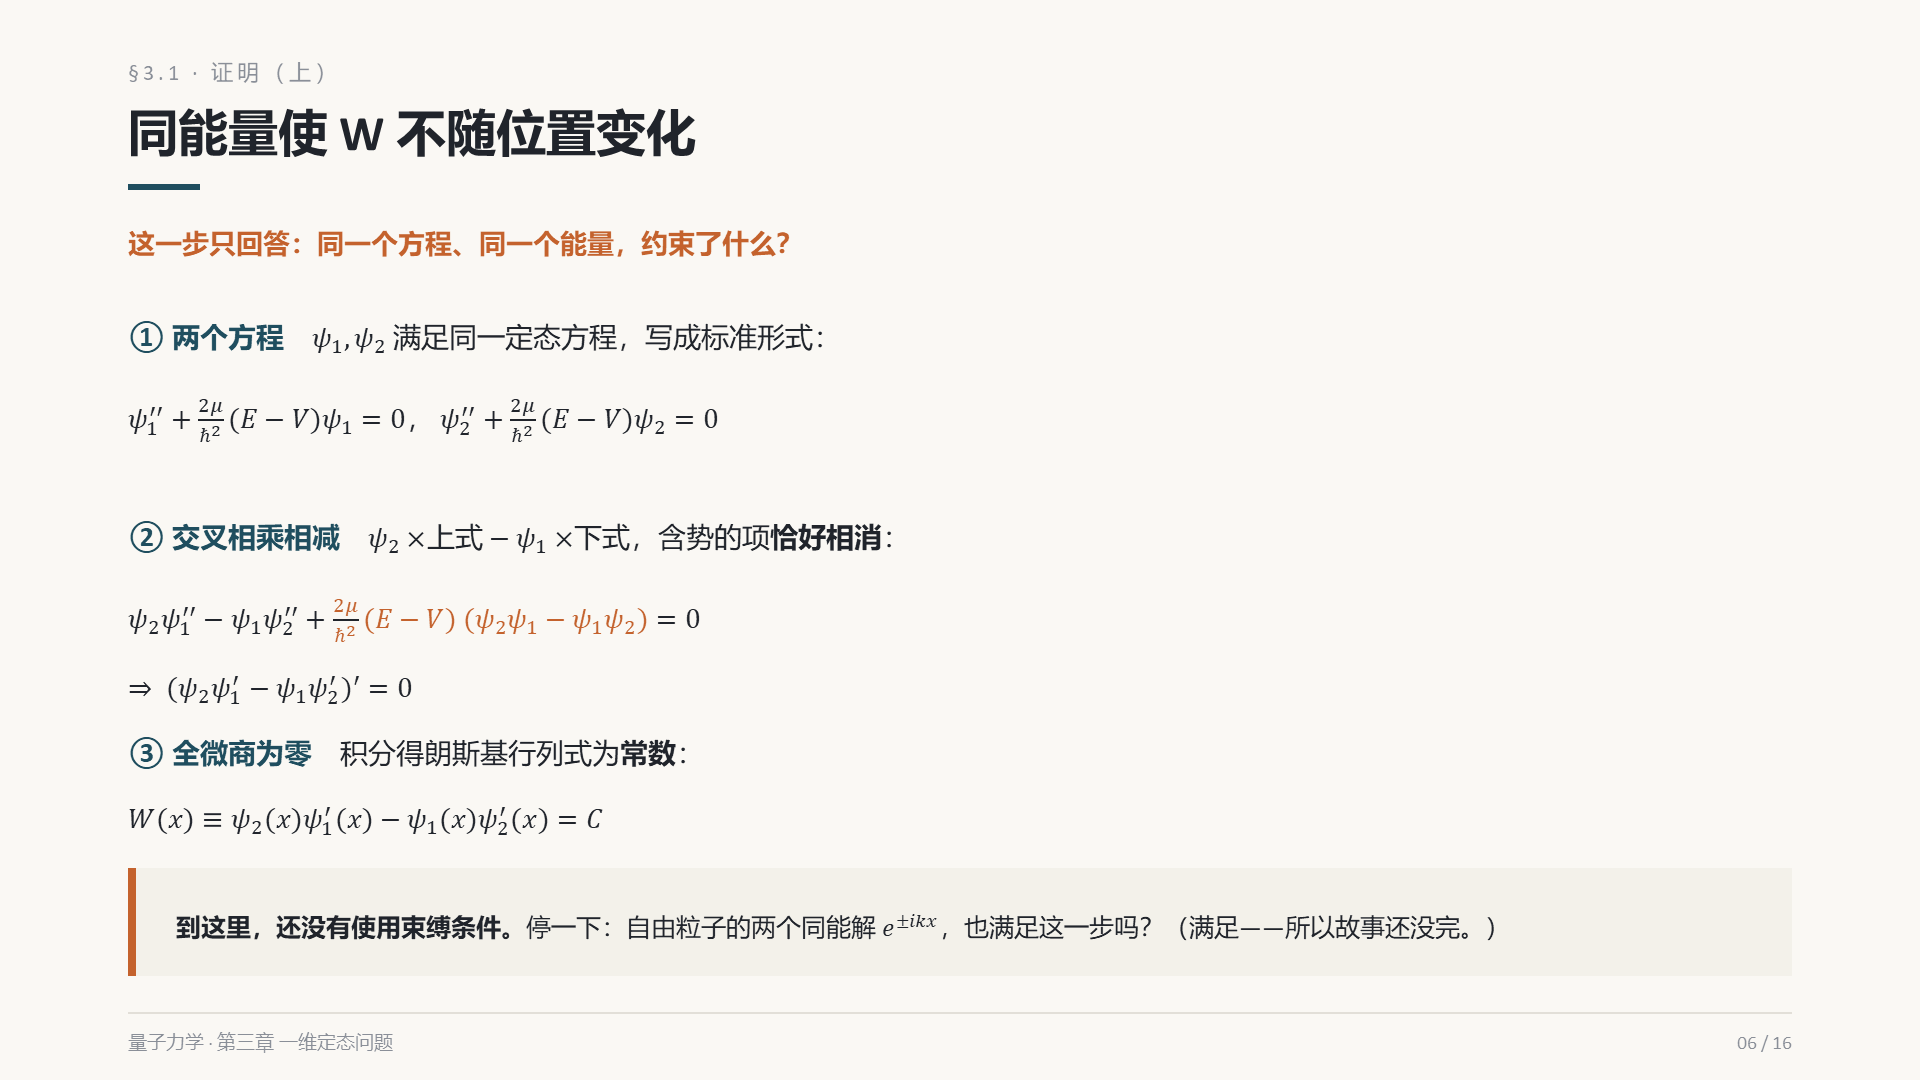 §3.1 · 证明（上）
同能量使 W 不随位置变化
这一步只回答：同一个方程、同一个能量，约束了什么？
① 两个方程 ψ₁,ψ₂ 满足同一定态方程，写成标准形式：
ψ₁″ + 2μ/ħ² (E − V)ψ₁ = 0， ψ₂″ + 2μ/ħ² (E − V)ψ₂ = 0
② 交叉相乘相减 ψ₂ ×上式 − ψ₁ ×下式，含势的项恰好相消：
ψ₂ψ₁″ − ψ₁ψ₂″ + 2μ/ħ² (E − V) (ψ₂ψ₁ − ψ₁ψ₂) = 0
⇒ (ψ₂ψ₁′ − ψ₁ψ₂′)′ = 0
③ 全微商为零 积分得朗斯基行列式为常数：
W(x) ≡ ψ₂(x)ψ₁′(x) − ψ₁(x)ψ₂′(x) = C
到这里，还没有使用束缚条件。停一下：自由粒子的两个同能解 e^{±ikx}，也满足这一步吗？（满足——所以故事还没完。）
量子力学 · 第三章 一维定态问题
06 / 16